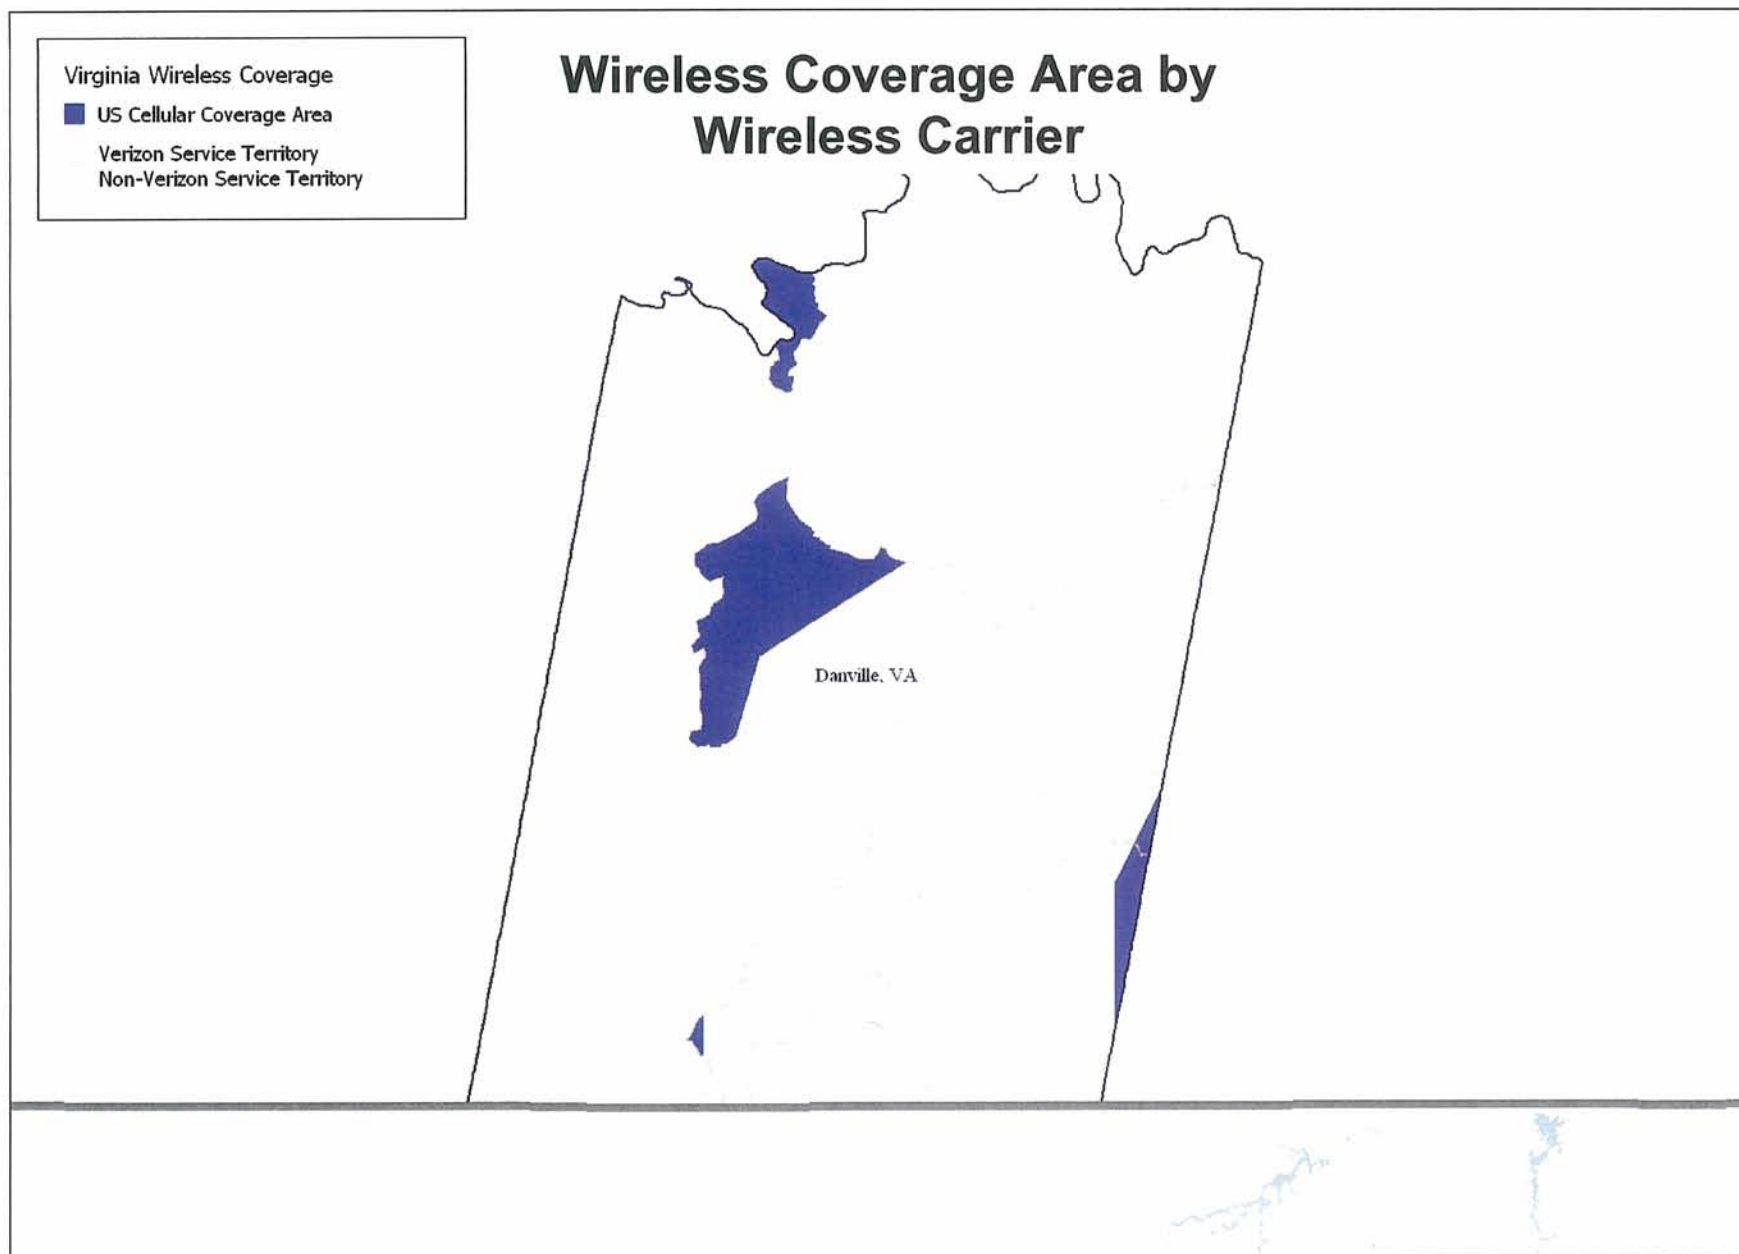 Virginia Wireless Coverage
US Cellular Coverage Area
Verizon Service Territory
Non-Verizon Service Territory
Wireless Coverage Area by
Wireless Carrier
Danville, VA